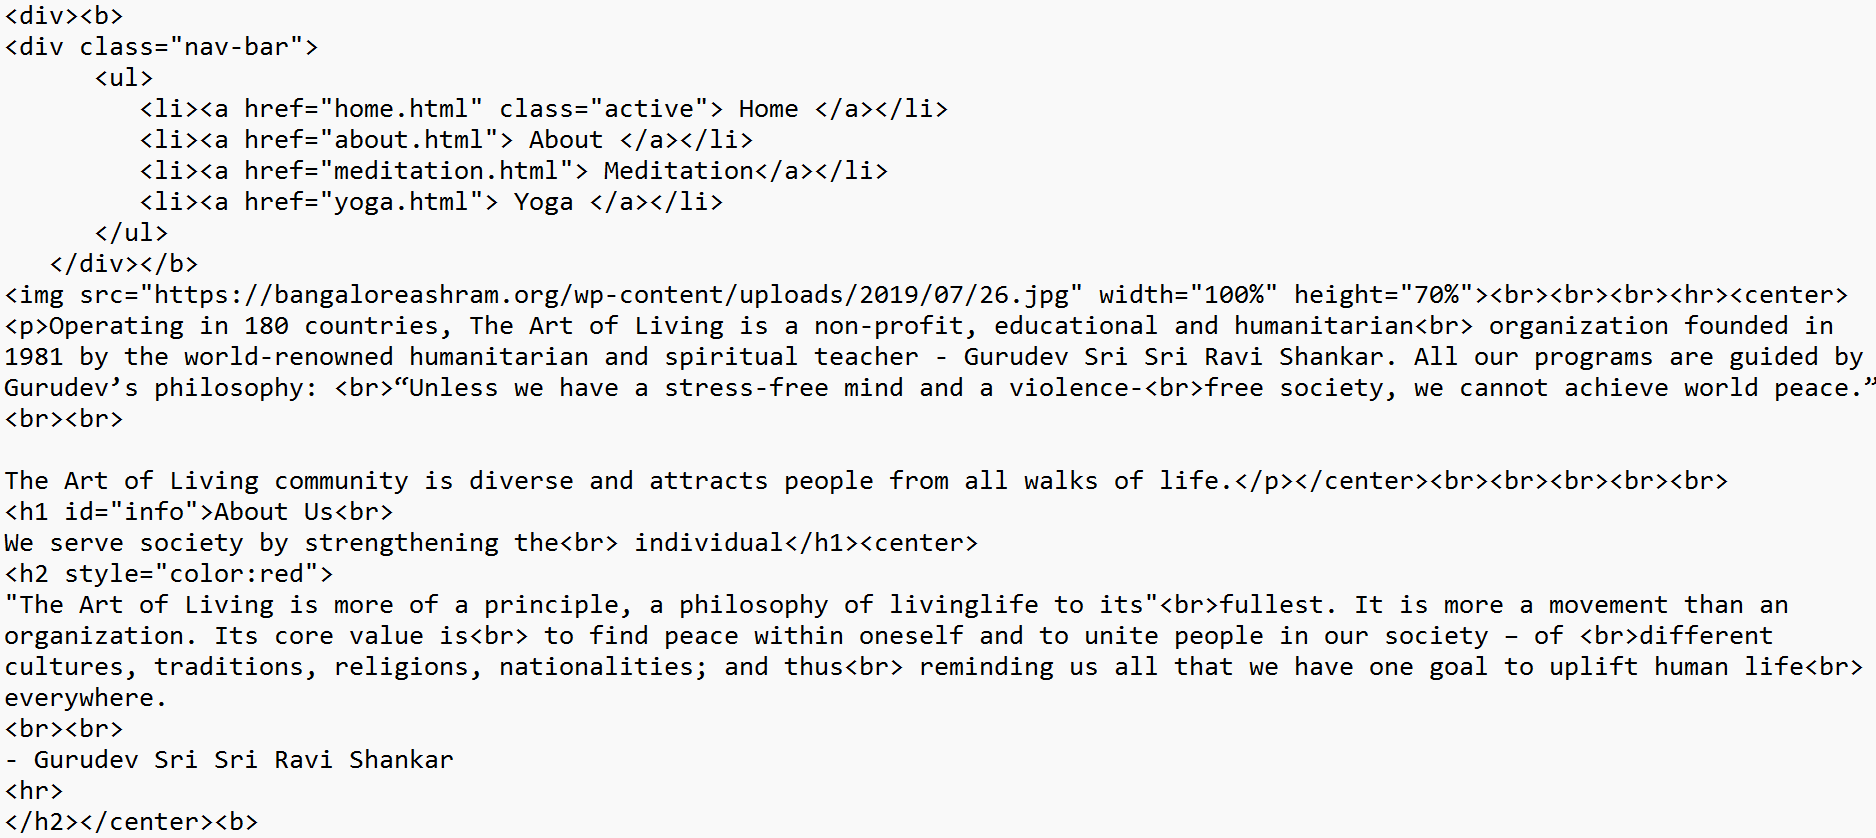 <div><b>
<div class="nav-bar">
      <ul>
         <li><a href="home.html" class="active"> Home </a></li>
         <li><a href="about.html"> About </a></li>
         <li><a href="meditation.html"> Meditation</a></li>
         <li><a href="yoga.html"> Yoga </a></li>
      </ul>
   </div></b>
<img src="https://bangaloreashram.org/wp-content/uploads/2019/07/26.jpg" width="100%" height="70%"><br><br><br><hr><center>
<p>Operating in 180 countries, The Art of Living is a non-profit, educational and humanitarian<br> organization founded in
1981 by the world-renowned humanitarian and spiritual teacher - Gurudev Sri Sri Ravi Shankar. All our programs are guided by
Gurudev’s philosophy: <br>“Unless we have a stress-free mind and a violence-<br>free society, we cannot achieve world peace.”
<br><br>

The Art of Living community is diverse and attracts people from all walks of life.</p></center><br><br><br><br><br>
<h1 id="info">About Us<br>
We serve society by strengthening the<br> individual</h1><center>
<h2 style="color:red">
"The Art of Living is more of a principle, a philosophy of livinglife to its"<br>fullest. It is more a movement than an
organization. Its core value is<br> to find peace within oneself and to unite people in our society – of <br>different
cultures, traditions, religions, nationalities; and thus<br> reminding us all that we have one goal to uplift human life<br>
everywhere.
<br><br>
- Gurudev Sri Sri Ravi Shankar
<hr>
</h2></center><b>